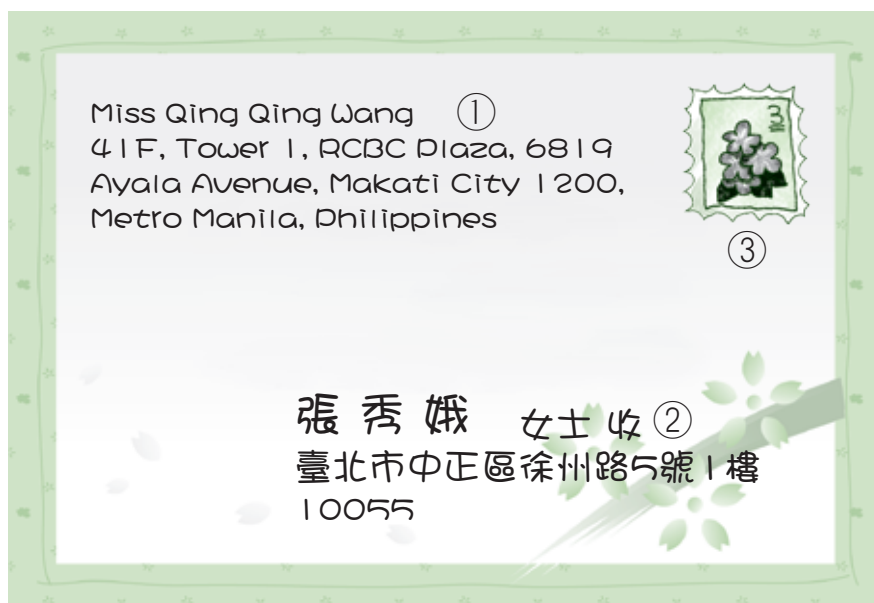 Miss Qing Qing Wang ①
41F, Tower 1, RCBC Plaza, 6819
Ayala Avenue, Makati City 1200,
Metro Manila, Philippines
3
③
張秀娥 女士 收 ②
臺北市中正區徐州路5號1樓
10055